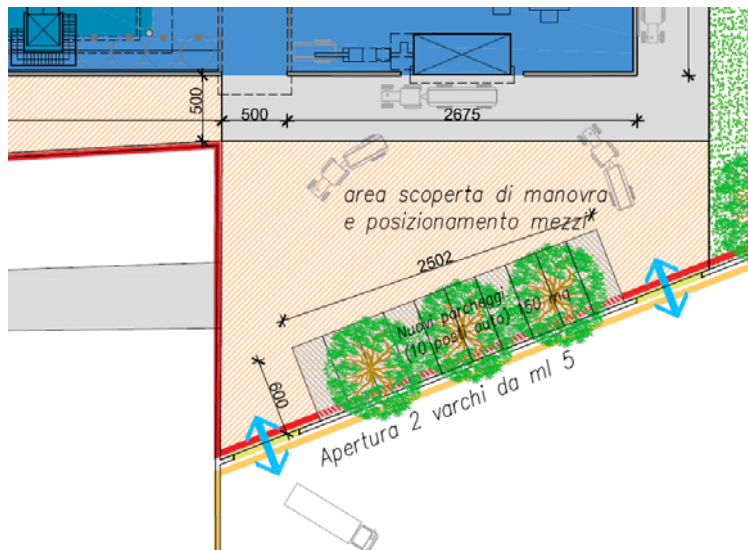 500
500
2675
area scoperta di manovra
e posizionamento mezzi
2502
Nuovi parcheggi
(10 posti auto) 150 mq
600
Apertura 2 varchi da ml 5